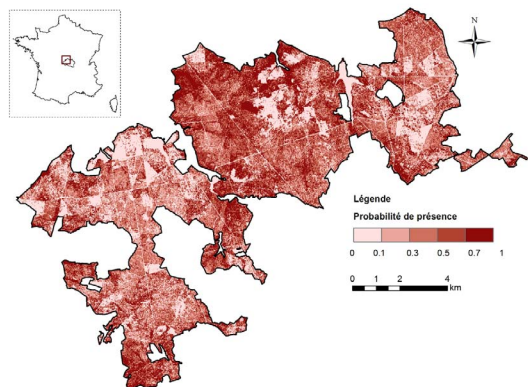 N
Légende
Probabilité de présence
0 0.1 0.3 0.5 0.7 1
0 1 2 4
km